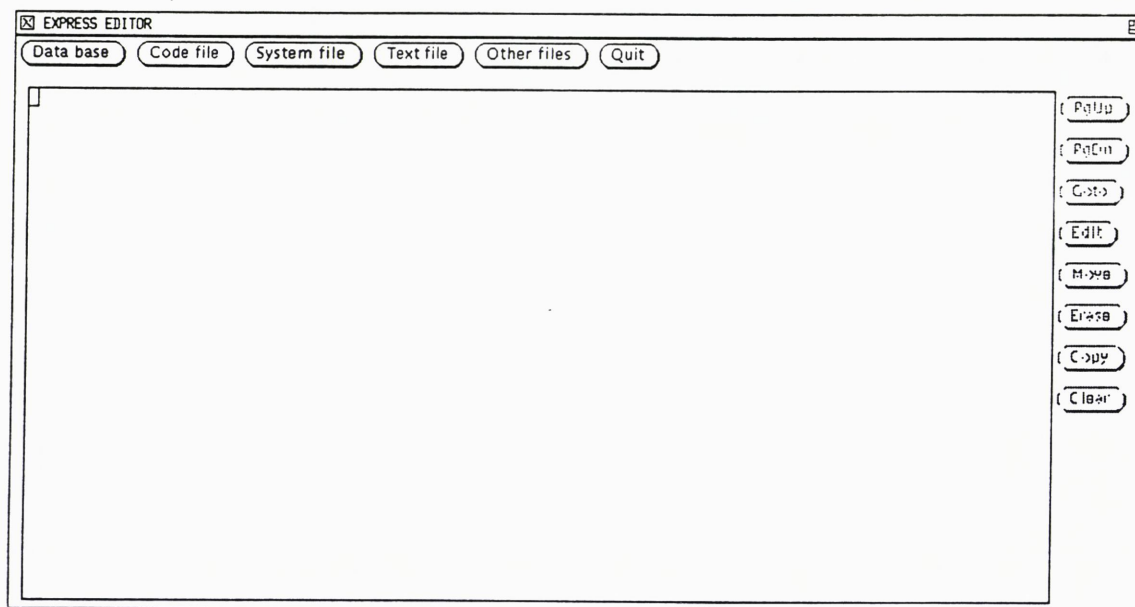 EXPRESS EDITOR
Data base Code file System file Text file Other files Quit
PgUp
PgDn
Goto
Edit
Move
Erase
Copy
Clear